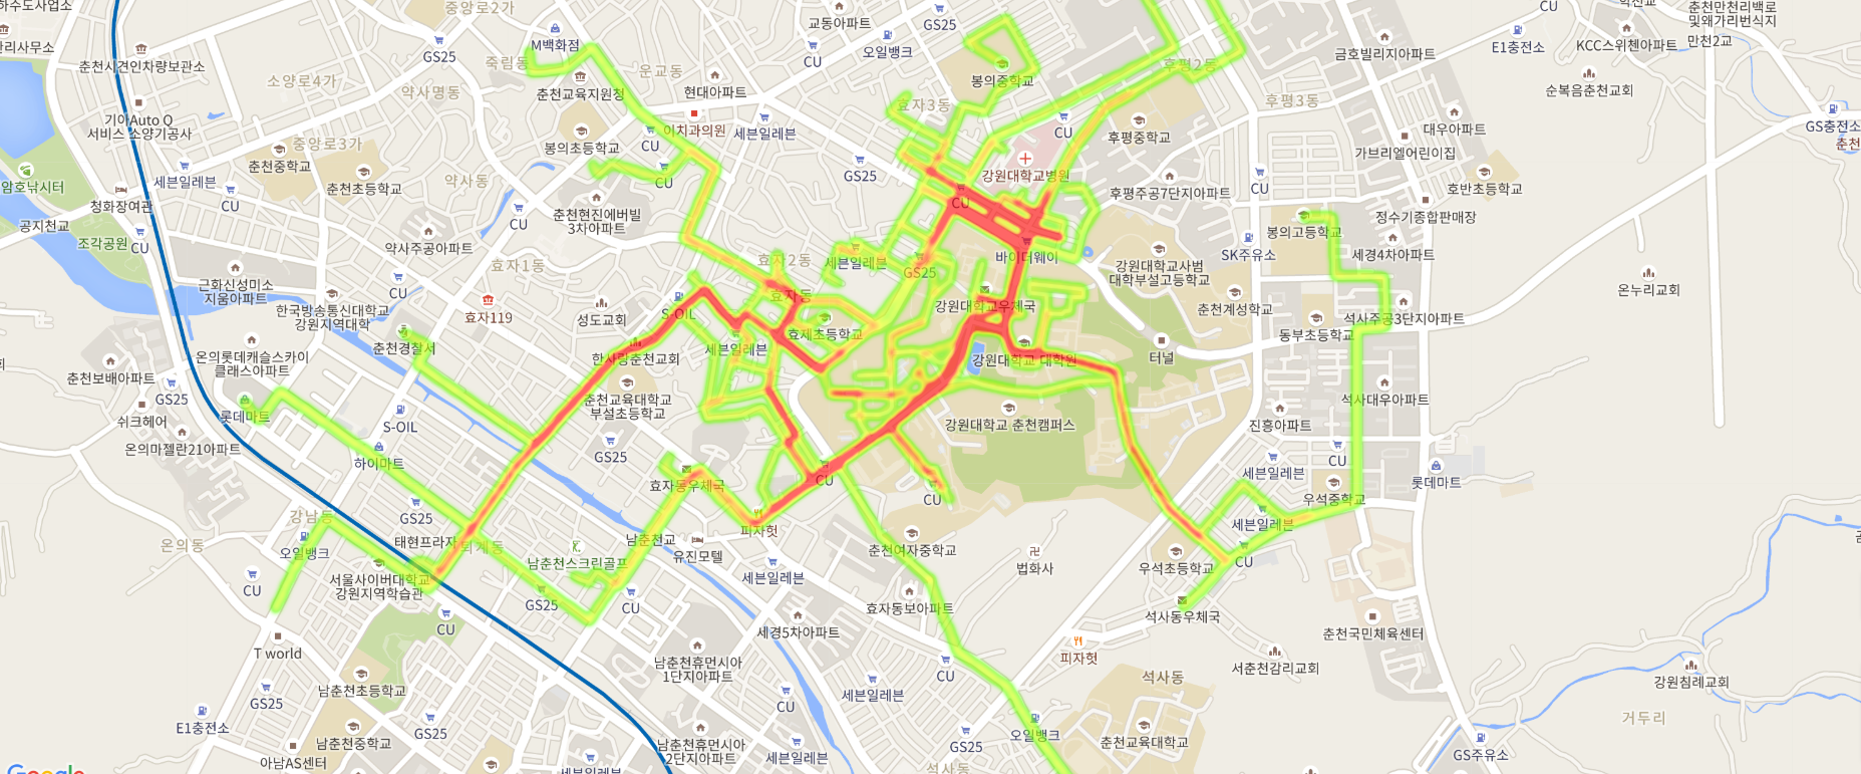 하수도사업소
중앙로2가
교동아파트
GS25
CU
학선교
춘천만천리백로
및왜가리번식지
춘천시견인차량보관소
GS25
M백화점
죽림동
CU
오일뱅크
E1충전소
KCC스위첸아파트
만천2교
금호빌리지아파트
소양로4가
약사명동
춘천교육지원청
운교동
현대아파트
봉의중학교
후평2동
순복음춘천교회
기아Auto Q
서비스 소양기공사
이치과의원
세븐일레븐
효자3동
CU
후평3동
후평중학교
대우아파트
GS충전소
중앙로3가
봉의초등학교
CU
가브리엘어린이집
춘천중학교
춘천초등학교
약사동
세븐일레븐
CU
GS25
강원대학교병원
후평주공7단지아파트
CU
호반초등학교
암호낚시터
청화장여관
CU
공지천교
조각공원
CU
CU
춘천현진에버빌
3차아파트
CU
정수기종합판매장
봉의고등학교
약사주공아파트
효자1동
효자2동
세븐일레븐
GS25
바이더웨이
강원대학교사범
대학부설고등학교
SK주유소
세경4차아파트
근화신성미소
지움아파트
CU
한국방송통신대학교
강원지역대학
효자119
성도교회
S-OIL
효자동
효제초등학교
강원대학교우체국
춘천계성학교
온누리교회
석사주공3단지아파트
동부초등학교
춘천경찰서
온의롯데캐슬스카이
클래스아파트
한사랑춘천교회
세븐일레븐
강원대학교 대학원
터널
춘천보배아파트
GS25
쉬크헤어
롯데마트
S-OIL
춘천교육대학교
부설초등학교
강원대학교 춘천캠퍼스
석사대우아파트
진흥아파트
온의마젤란21아파트
하이마트
GS25
CU
효자동우체국
CU
CU
세븐일레븐
롯데마트
우석중학교
강남동
GS25
피자헛
세븐일레븐
온의동
오일뱅크
태현프라자
퇴계동
남춘천교
유진모텔
춘천여자중학교
법화사
남춘천스크린골프
CU
서울사이버대학교
강원지역학습관
GS25
CU
세븐일레븐
우석초등학교
CU
CU
효자동보아파트
석사동우체국
T world
세경5차아파트
춘천국민체육센터
남춘천휴먼시아
1단지아파트
CU
피자헛
서춘천감리교회
남춘천초등학교
GS25
CU
세븐일레븐
석사동
강원침례교회
E1충전소
GS25
남춘천중학교
남춘천휴먼시아
2단지아파트
세븐일레븐
GS25
오일뱅크
춘천교육대학교
거두리
GS주유소
아남AS센터
세븐일레븐
석사동
Google